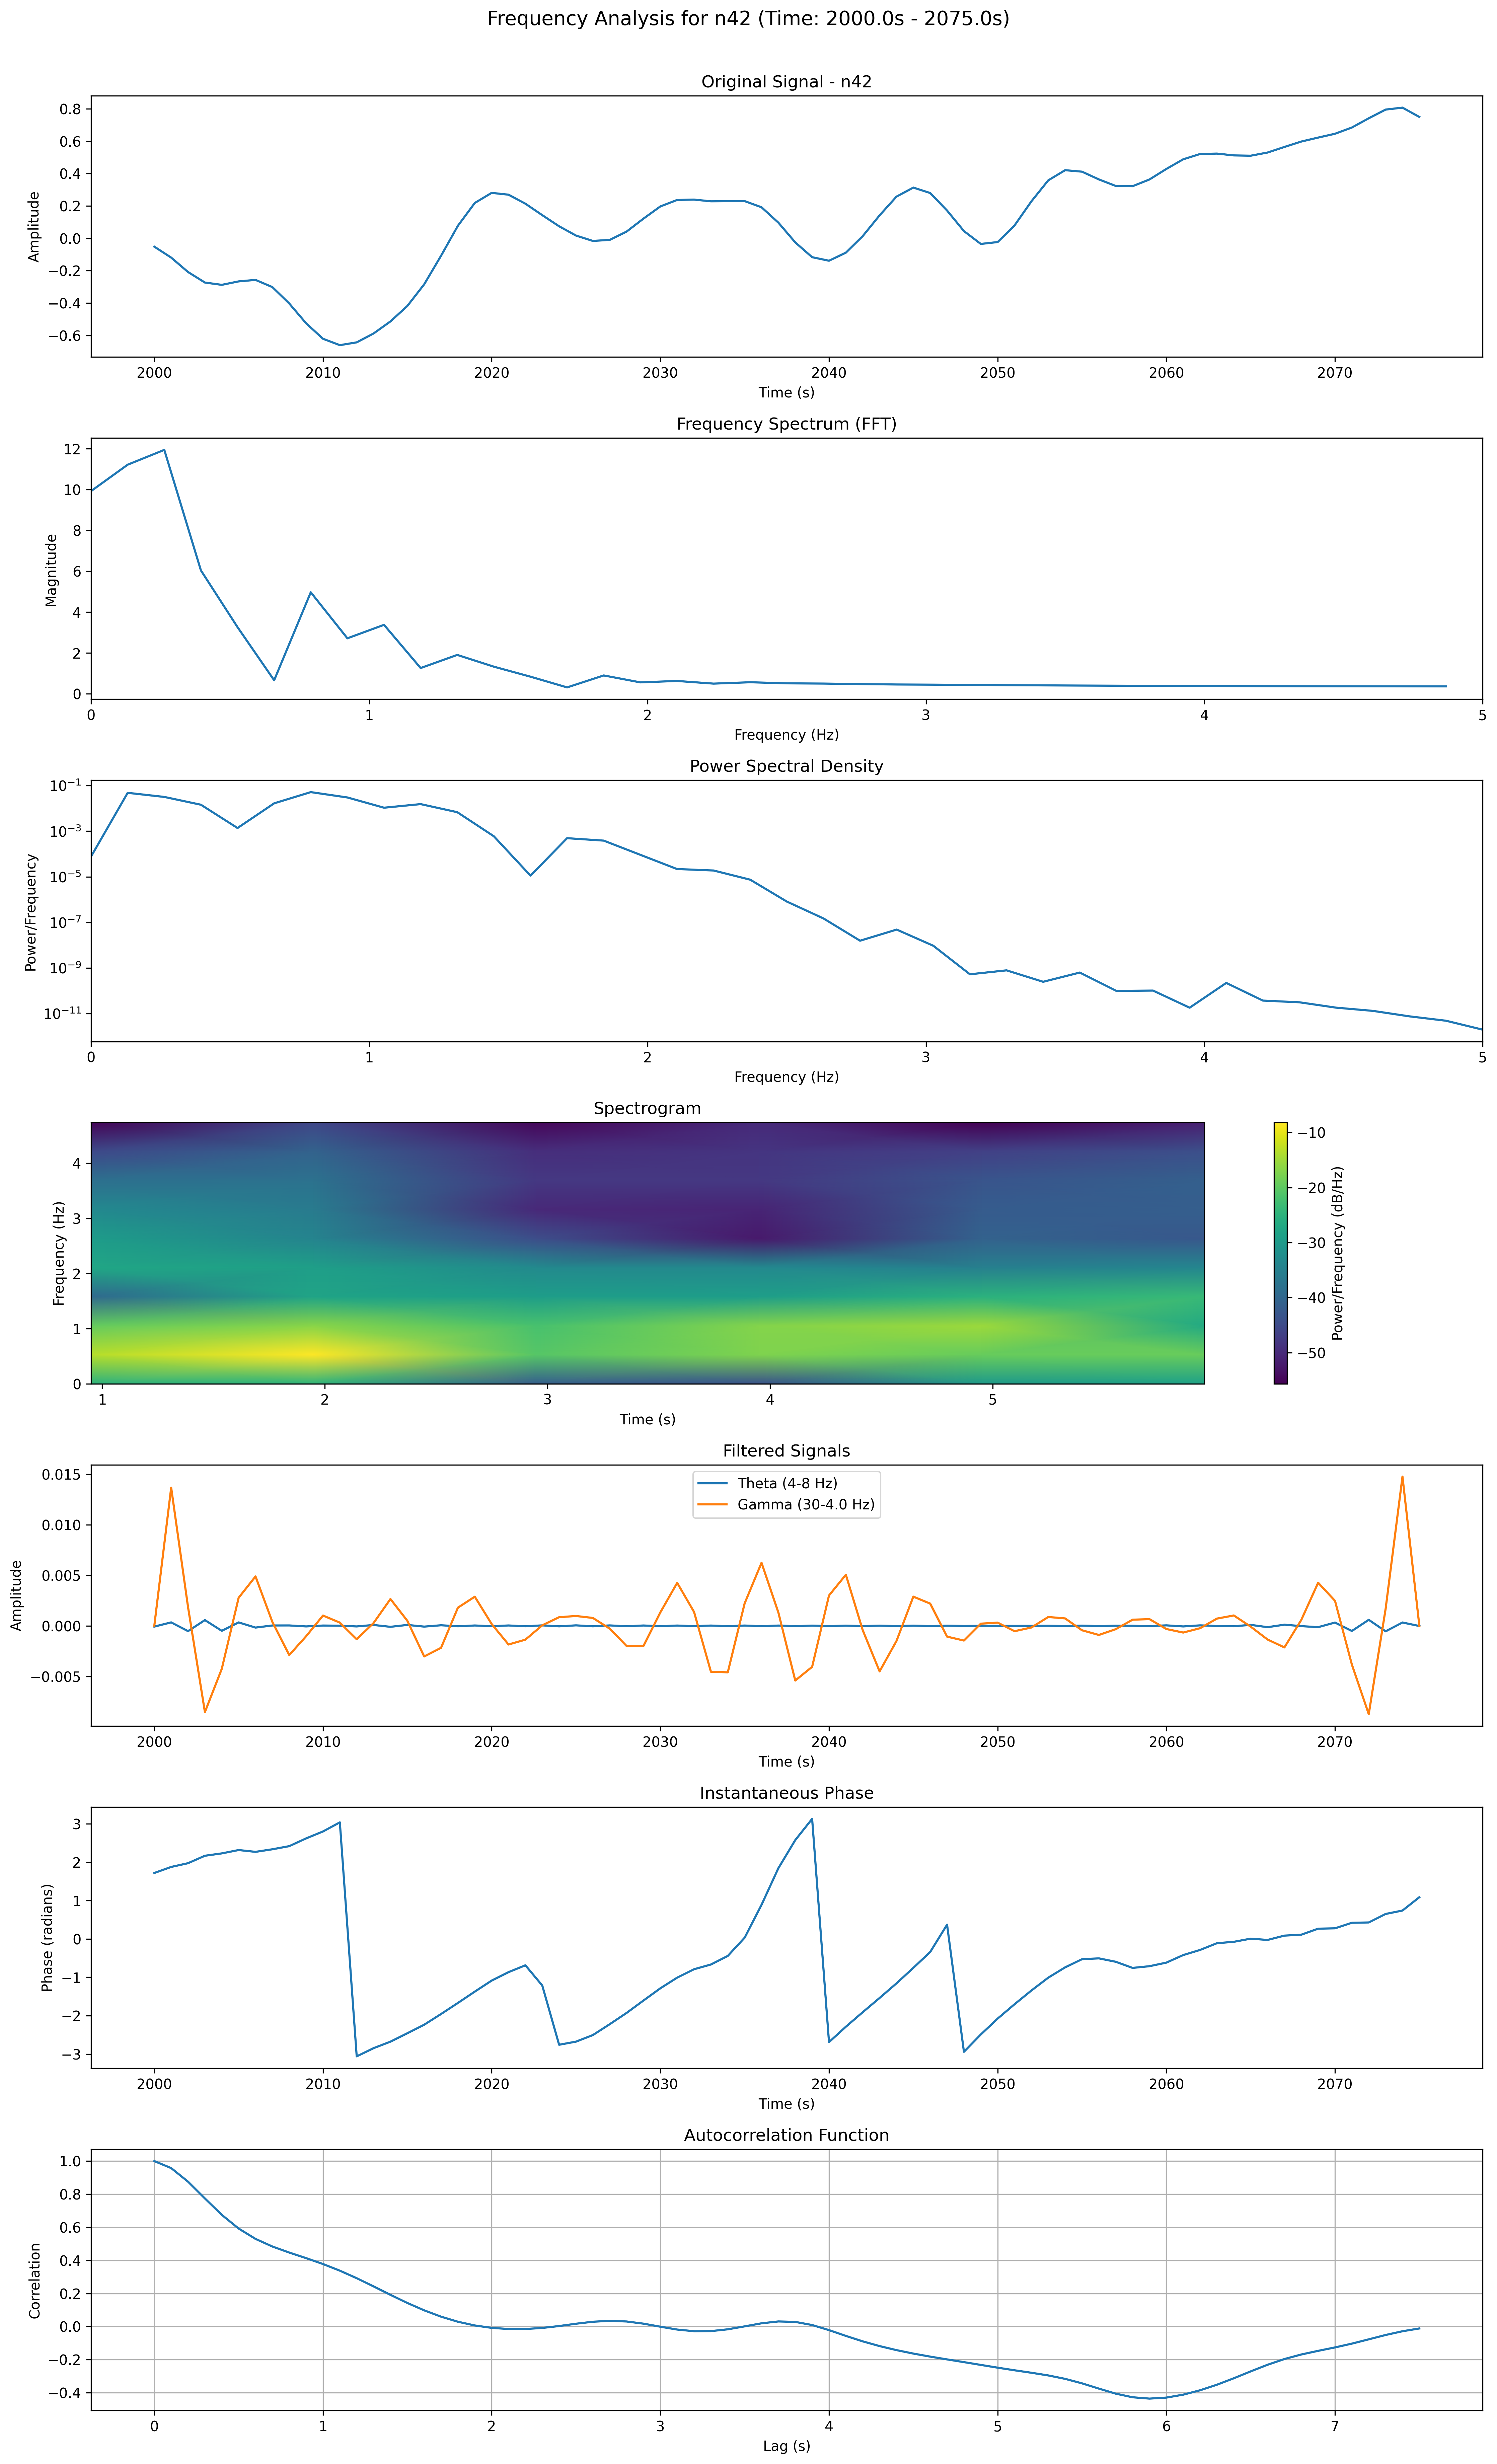 Frequency Analysis for n42 (Time: 2000.0s - 2075.0s)
Original Signal - n42
0.8
0.6
0.4
0.2
0.0
−0.2
−0.4
−0.6
Amplitude
2000 2010 2020 2030 2040 2050 2060 2070
Time (s)
Frequency Spectrum (FFT)
12
10
8
6
4
2
0
Magnitude
0 1 2 3 4 5
Frequency (Hz)
Power Spectral Density
10⁻¹
10⁻³
10⁻⁵
10⁻⁷
10⁻⁹
10⁻¹¹
Power/Frequency
0 1 2 3 4 5
Frequency (Hz)
Spectrogram
4
3
2
1
0
Frequency (Hz)
1 2 3 4 5
Time (s)
−10
−20
−30
−40
−50
Power/Frequency (dB/Hz)
Filtered Signals
Theta (4-8 Hz)
Gamma (30-4.0 Hz)
0.015
0.010
0.005
0.000
−0.005
Amplitude
2000 2010 2020 2030 2040 2050 2060 2070
Time (s)
Instantaneous Phase
3
2
1
0
−1
−2
−3
Phase (radians)
2000 2010 2020 2030 2040 2050 2060 2070
Time (s)
Autocorrelation Function
1.0
0.8
0.6
0.4
0.2
0.0
−0.2
−0.4
Correlation
0 1 2 3 4 5 6 7
Lag (s)